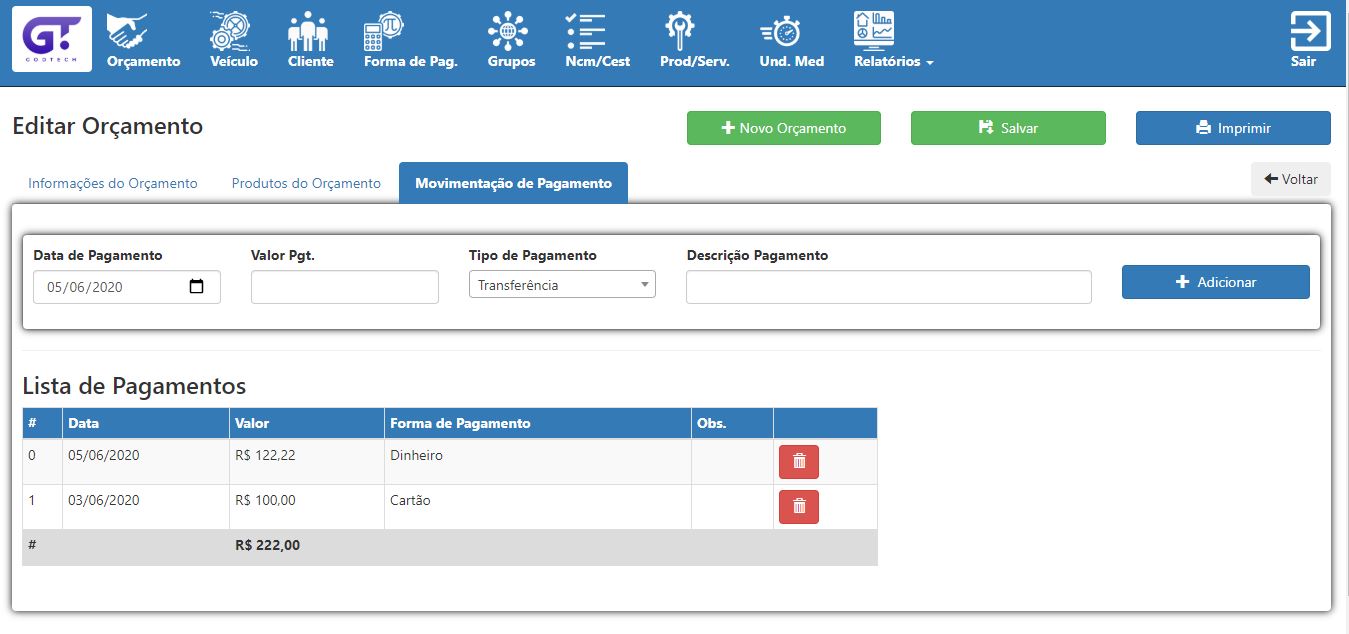 GT
CODTECH
Orçamento Veículo Cliente Forma de Pag. Grupos Ncm/Cest Prod/Serv. Und. Med Relatórios Sair
Editar Orçamento
Novo Orçamento Salvar Imprimir
Informações do Orçamento Produtos do Orçamento Movimentação de Pagamento Voltar
Data de Pagamento Valor Pgt. Tipo de Pagamento Descrição Pagamento
05/06/2020 Transferência Adicionar
Lista de Pagamentos
# Data Valor Forma de Pagamento Obs.
0 05/06/2020 R$ 122,22 Dinheiro
1 03/06/2020 R$ 100,00 Cartão
# R$ 222,00